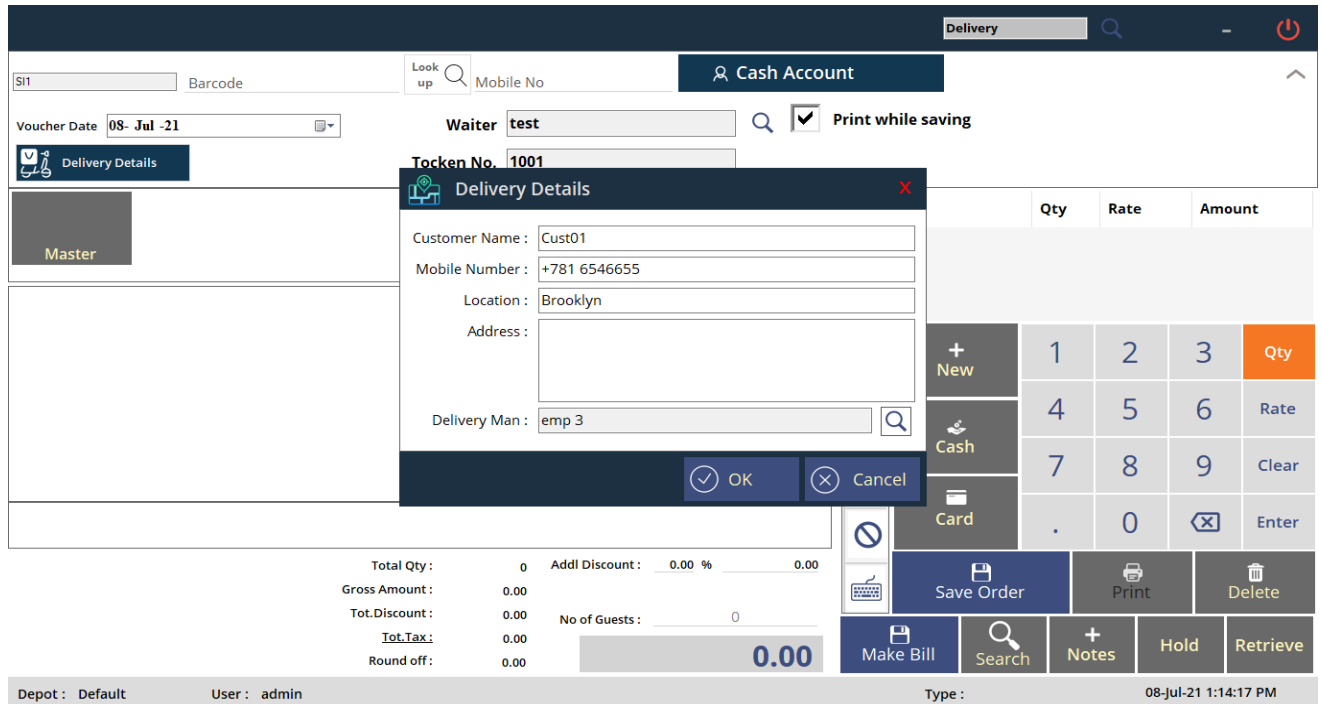 Delivery
SI1 Barcode Look up Mobile No Cash Account
Voucher Date 08- Jul -21 Waiter test Print while saving
Delivery Details Tocken No. 1001
Delivery Details X
Master Qty Rate Amount
Customer Name : Cust01
Mobile Number : +781 6546655
Location : Brooklyn
Address :
Delivery Man : emp 3
OK Cancel
New 1 2 3 Qty
4 5 6 Rate
Cash 7 8 9 Clear
Card . 0 Enter
Total Qty : 0 Addl Discount : 0.00 % 0.00
Gross Amount : 0.00
Tot.Discount : 0.00 No of Guests : 0
Tot.Tax : 0.00
Round off : 0.00 0.00
Save Order Print Delete
Make Bill Search Notes Hold Retrieve
Depot : Default User : admin Type : 08-Jul-21 1:14:17 PM